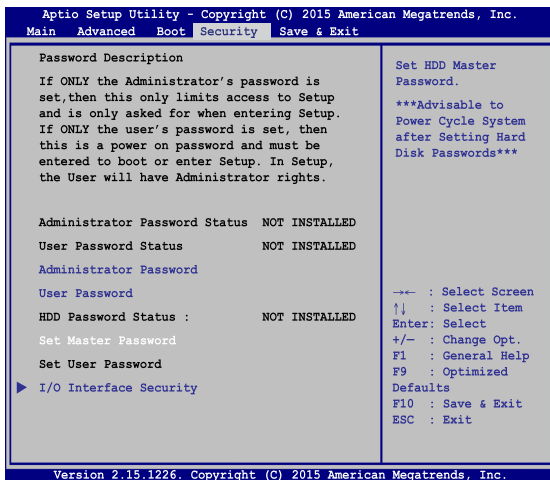 Aptio Setup Utility - Copyright (C) 2015 American Megatrends, Inc.
Main Advanced Boot Security Save & Exit
Password Description
If ONLY the Administrator's password is
set,then this only limits access to Setup
and is only asked for when entering Setup.
If ONLY the user's password is set, then
this is a power on password and must be
entered to boot or enter Setup. In Setup,
the User will have Administrator rights.
Administrator Password Status NOT INSTALLED
User Password Status NOT INSTALLED
Administrator Password
User Password
HDD Password Status : NOT INSTALLED
Set Master Password
Set User Password
I/O Interface Security
Set HDD Master
Password.
***Advisable to
Power Cycle System
after Setting Hard
Disk Passwords***
→← : Select Screen
↑↓ : Select Item
Enter: Select
+/— : Change Opt.
F1 : General Help
F9 : Optimized
Defaults
F10 : Save & Exit
ESC : Exit
Version 2.15.1226. Copyright (C) 2015 American Megatrends, Inc.